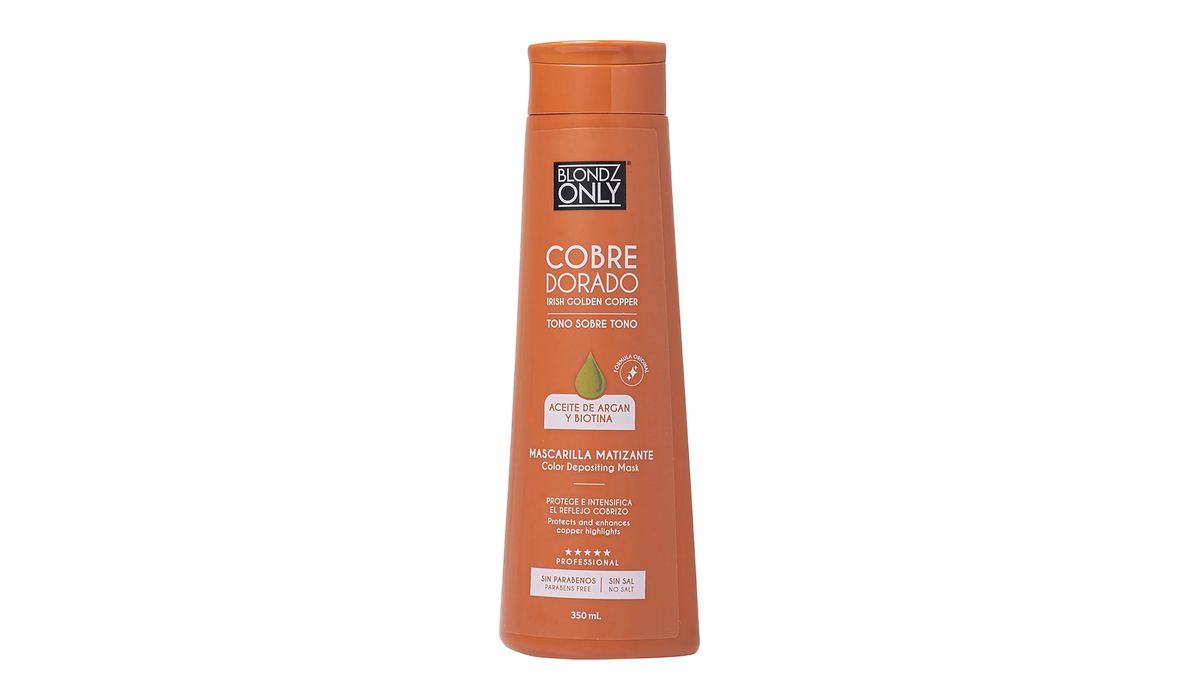 BLONDZ
ONLY
®
COBRE
DORADO
IRISH GOLDEN COPPER
TONO SOBRE TONO
FÓRMULA ORIGINAL
ACEITE DE ARGAN
Y BIOTINA
MASCARILLA MATIZANTE
Color Depositing Mask
PROTEGE E INTENSIFICA
EL REFLEJO COBRIZO
Protects and enhances
copper highlights
PROFESSIONAL
SIN PARABENOS
PARABENS FREE
SIN SAL
NO SALT
350 ml.